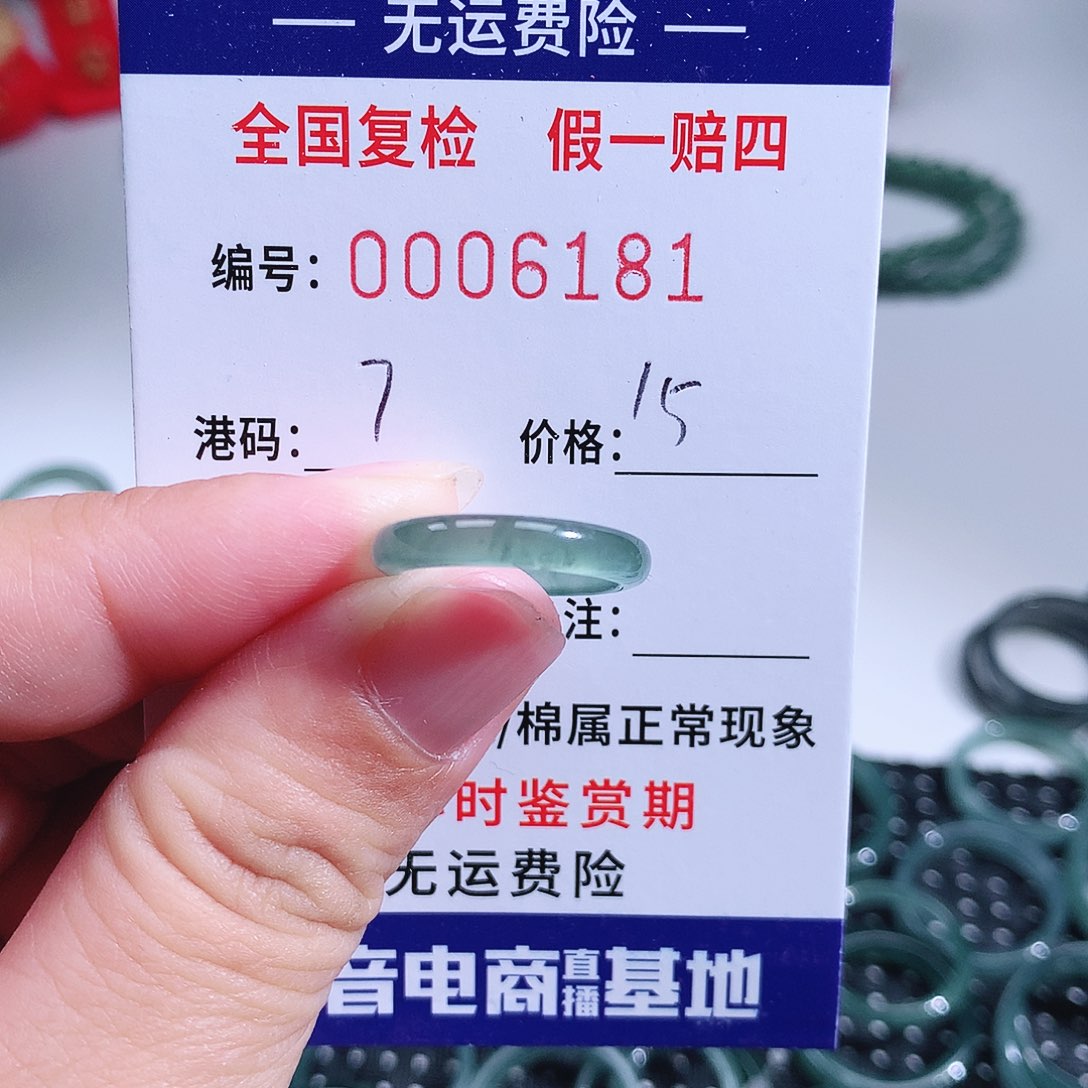 无运费险
全国复检 假一赔四
编号: 0006181
港码: 7 价格: 15
注:
/棉属正常现象
时鉴赏期
无运费险
音电商直播基地